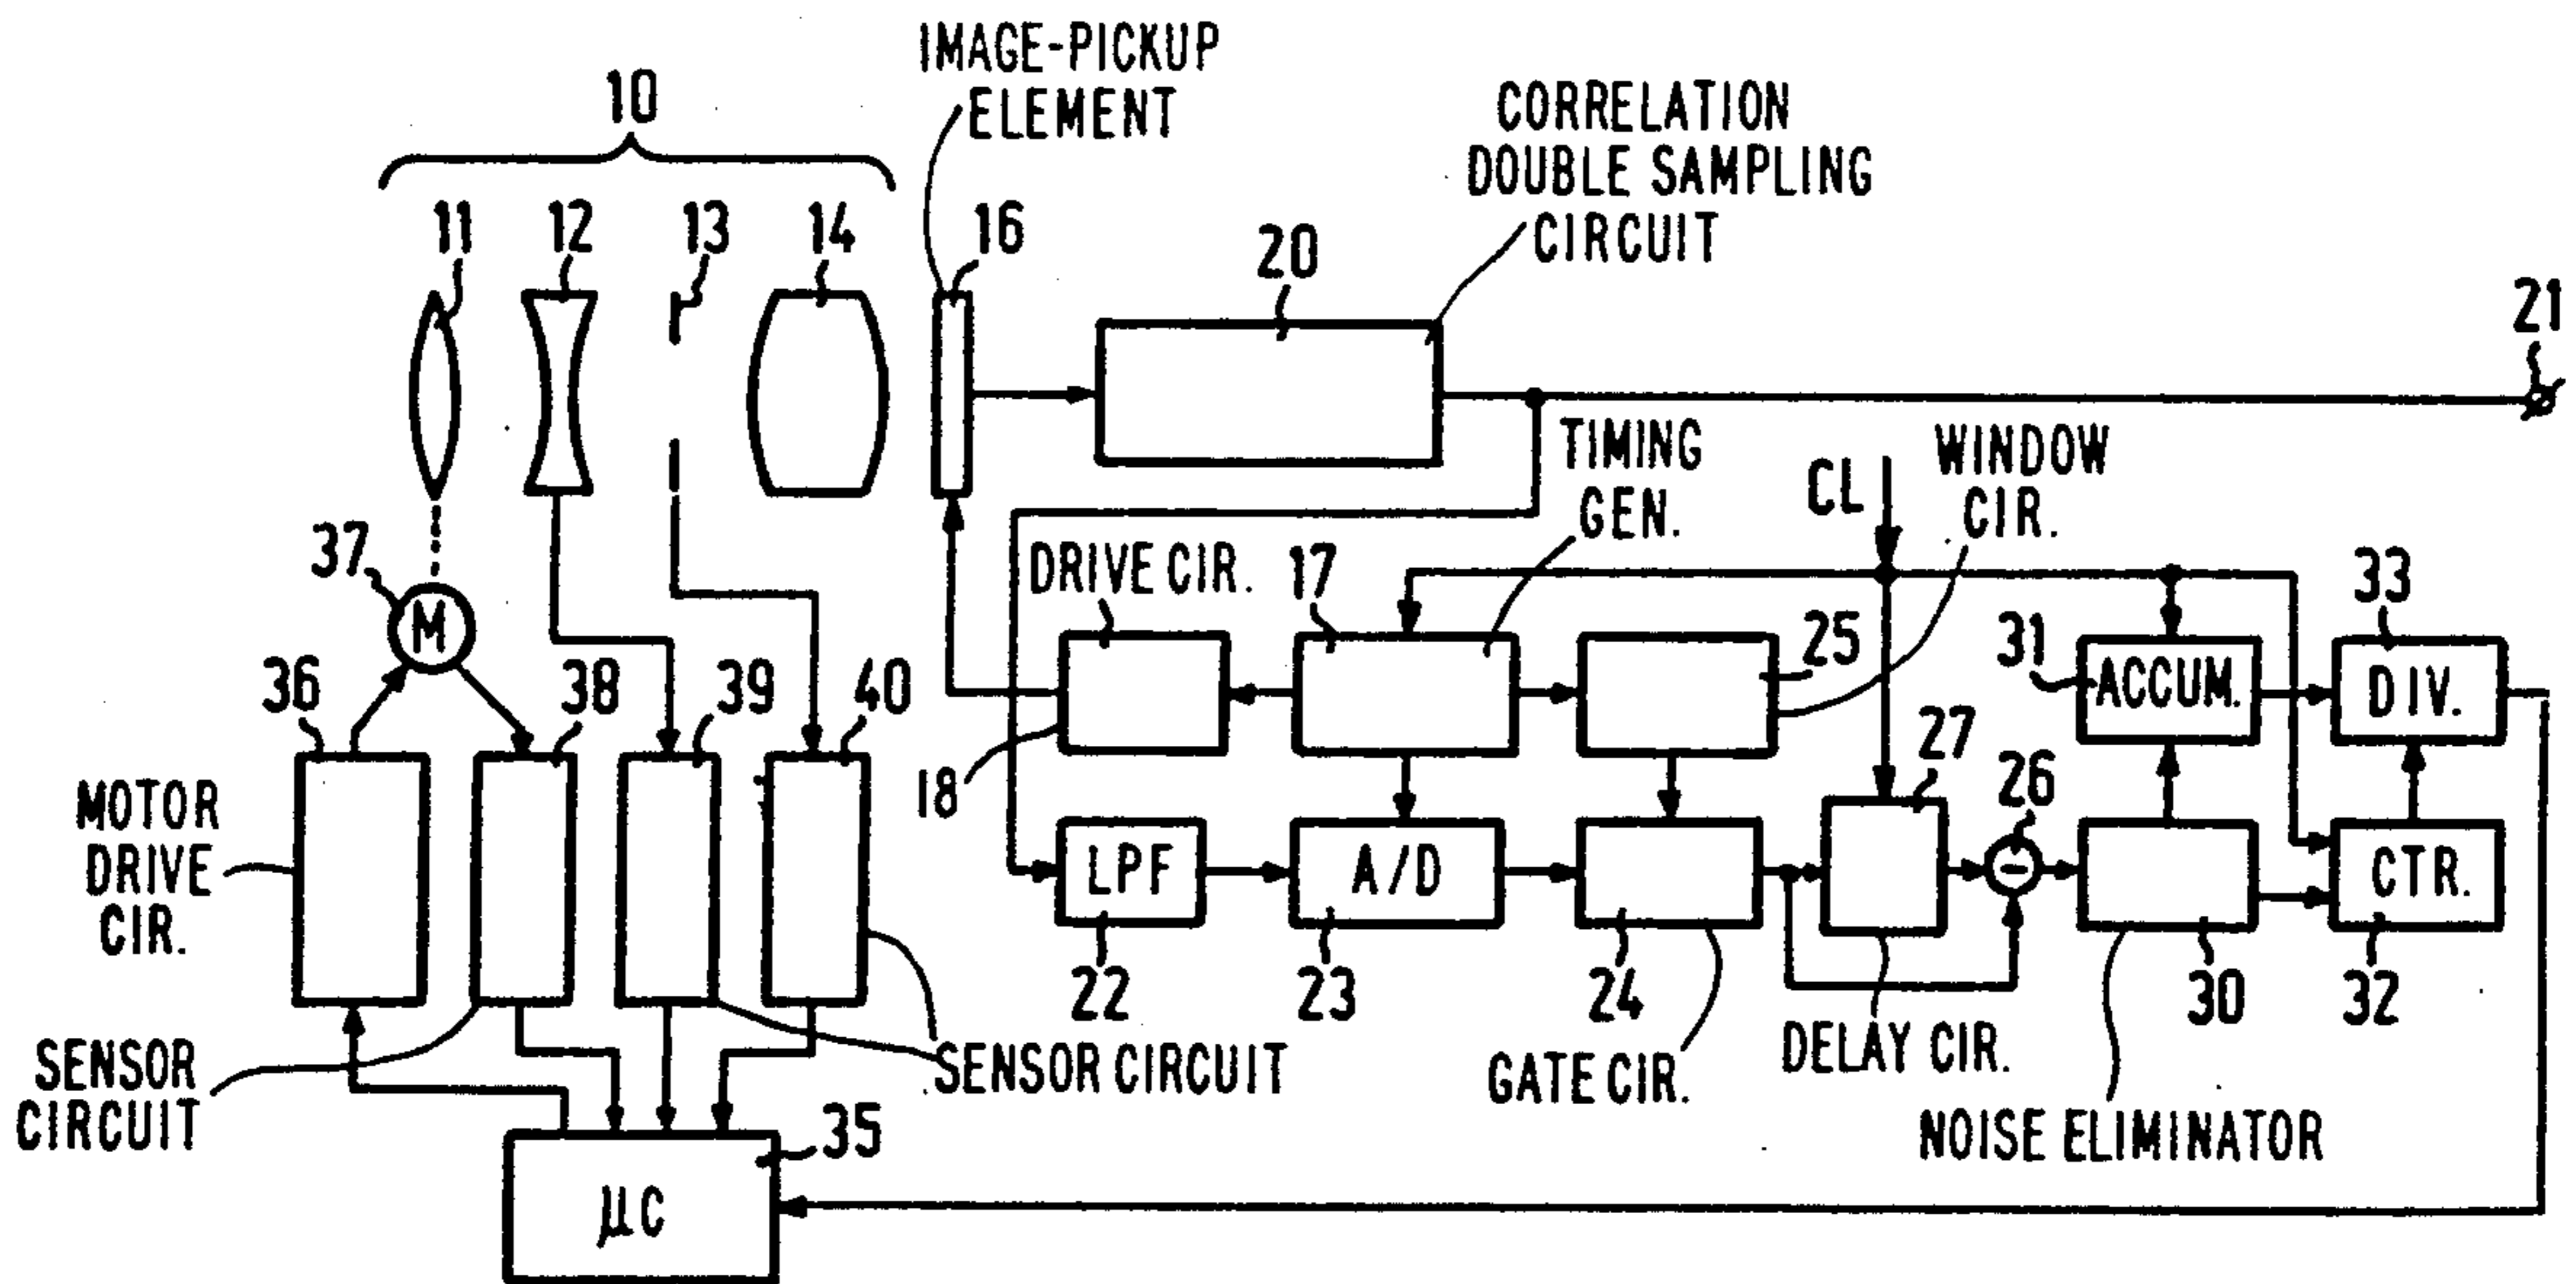 IMAGE-PICKUP
ELEMENT
CORRELATION
DOUBLE SAMPLING
CIRCUIT
10
11
12
13
14
16
20
21
TIMING
GEN.
WINDOW
CIR.
CL
37
M
DRIVE CIR.
17
25
31
ACCUM.
33
DIV.
36
38
39
40
18
27
26
MOTOR
DRIVE
CIR.
LPF
A/D
CTR.
22
23
24
30
32
SENSOR
CIRCUIT
SENSOR CIRCUIT
GATE CIR.
DELAY CIR.
NOISE ELIMINATOR
35
μC